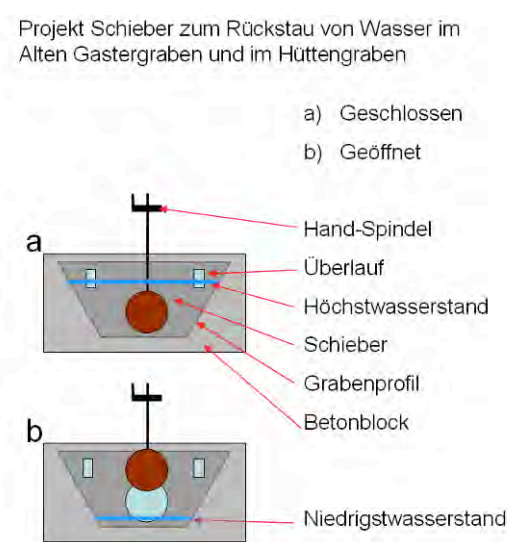 Projekt Schieber zum Rückstau von Wasser im
Alten Gastergraben und im Hüttengraben
a) Geschlossen
b) Geöffnet
a
Hand-Spindel
Überlauf
Höchstwasserstand
Schieber
Grabenprofil
Betonblock
b
Niedrigstwasserstand